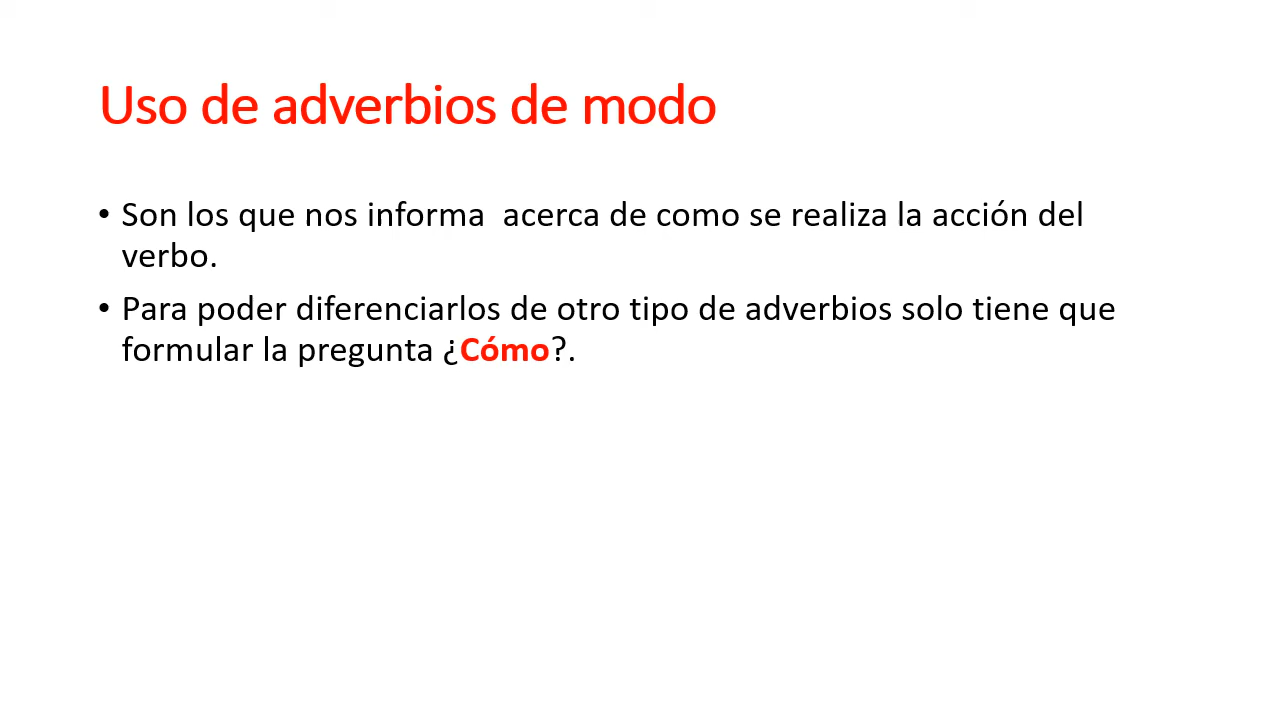 Uso de adverbios de modo
• Son los que nos informa  acerca de como se realiza la acción del
verbo.
• Para poder diferenciarlos de otro tipo de adverbios solo tiene que
formular la pregunta ¿Cómo?.